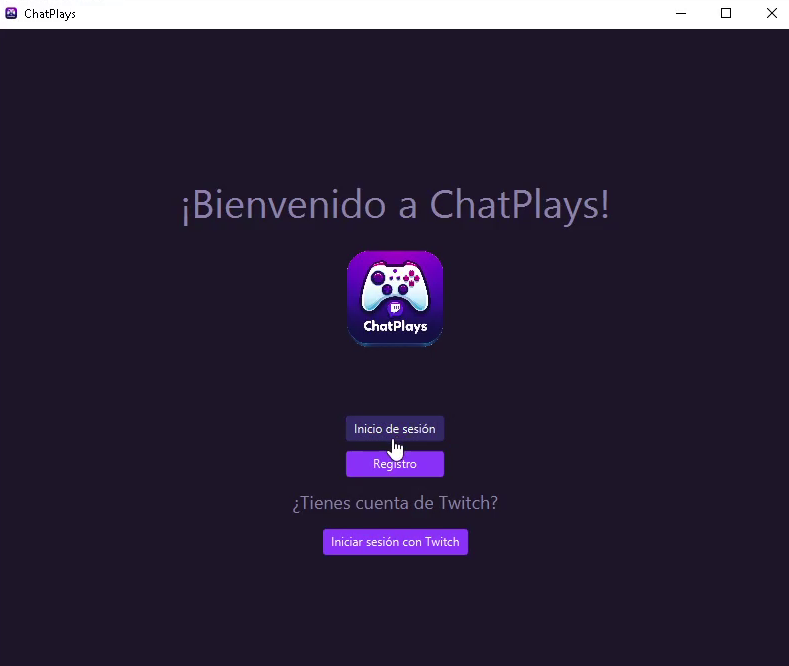 ChatPlays
¡Bienvenido a ChatPlays!
ChatPlays
Inicio de sesión
Registro
¿Tienes cuenta de Twitch?
Iniciar sesión con Twitch